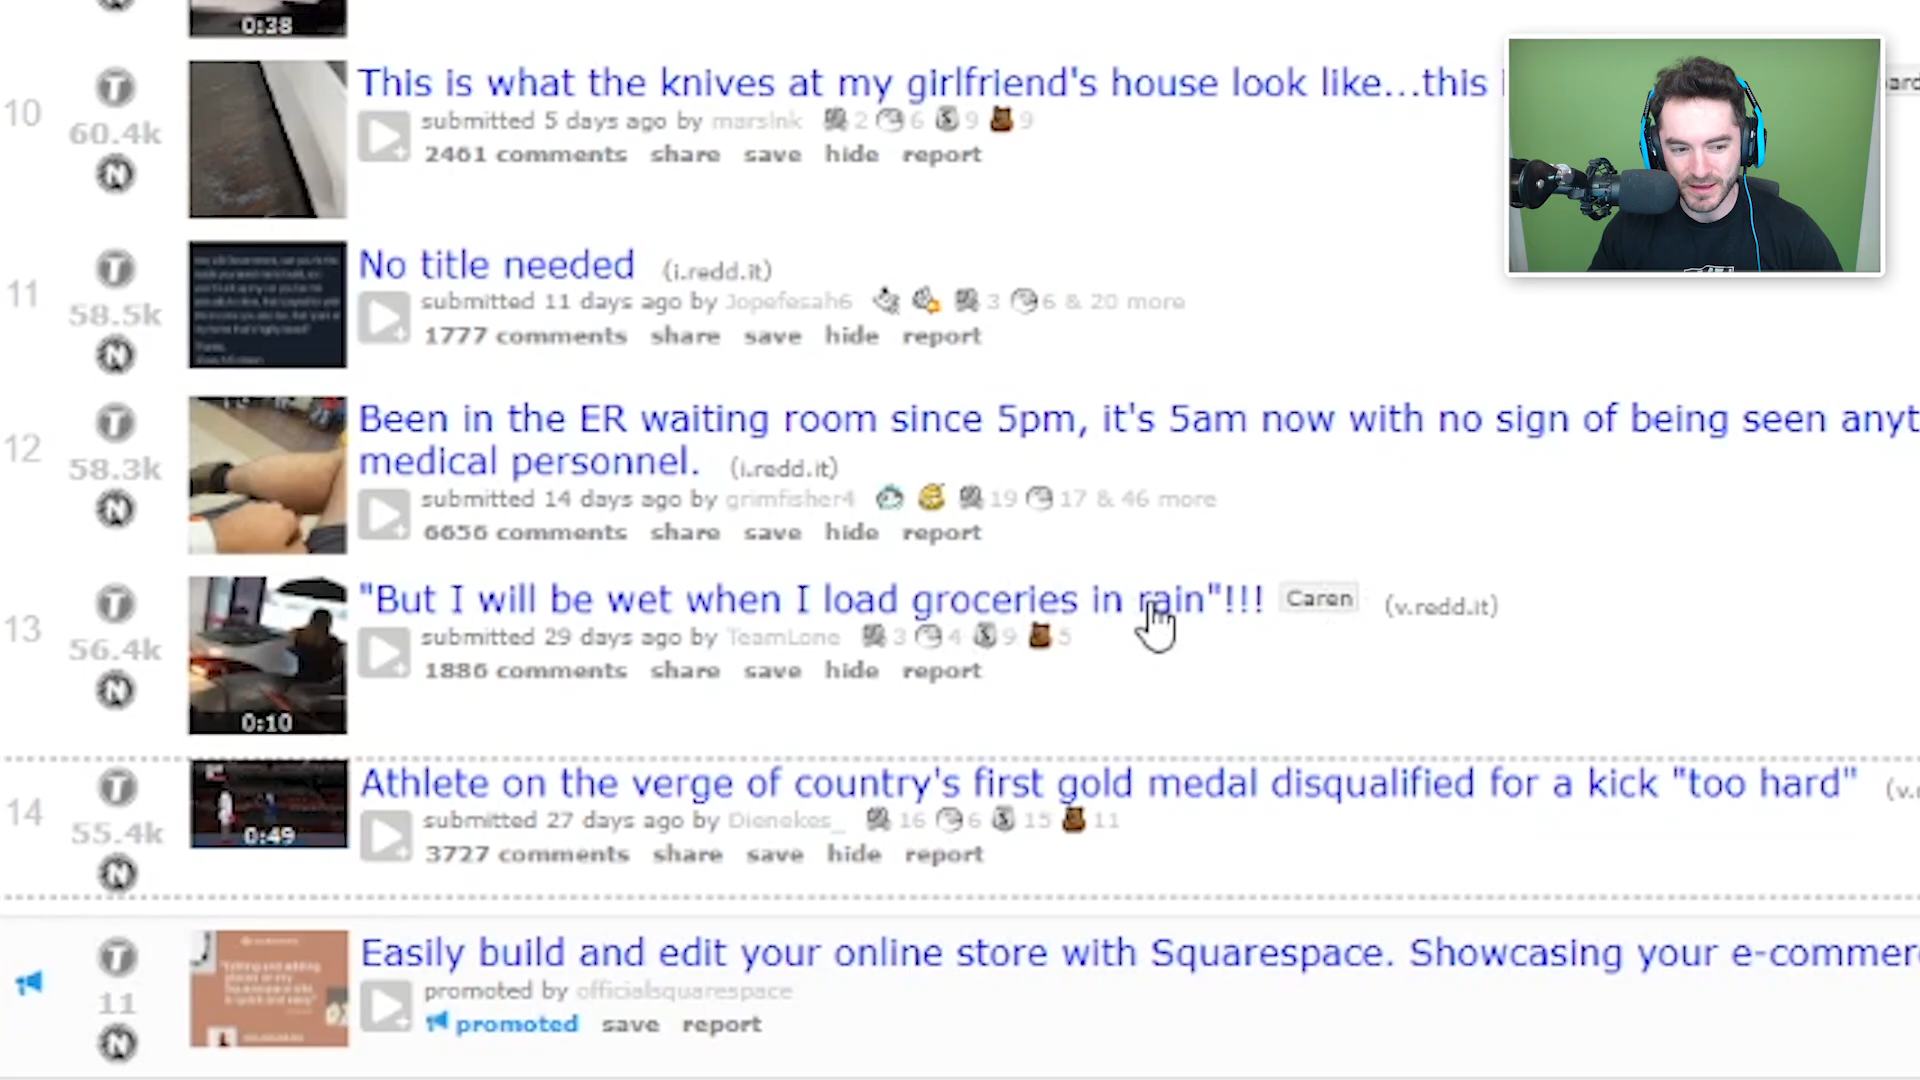 0:38
10
60.4k
This is what the knives at my girlfriend's house look like...this
submitted 5 days ago by marsink 2 6 9 9
2461 comments share save hide report
11
58.5k
No title needed (i.redd.it)
submitted 11 days ago by Jopefesah6 3 6 & 20 more
1777 comments share save hide report
12
58.3k
Been in the ER waiting room since 5pm, it's 5am now with no sign of being seen anyt
medical personnel. (i.redd.it)
submitted 14 days ago by grimfisher4 19 17 & 46 more
6656 comments share save hide report
13
56.4k
"But I will be wet when I load groceries in rain"!!! Caren (v.redd.it)
submitted 29 days ago by TeamLone 3 4 9 5
1886 comments share save hide report
0:10
14
55.4k
Athlete on the verge of country's first gold medal disqualified for a kick "too hard" (v.
submitted 27 days ago by Dienekes_ 16 6 15 11
3727 comments share save hide report
0:49
11
Easily build and edit your online store with Squarespace. Showcasing your e-commer
promoted by officialsquarespace
promoted save report